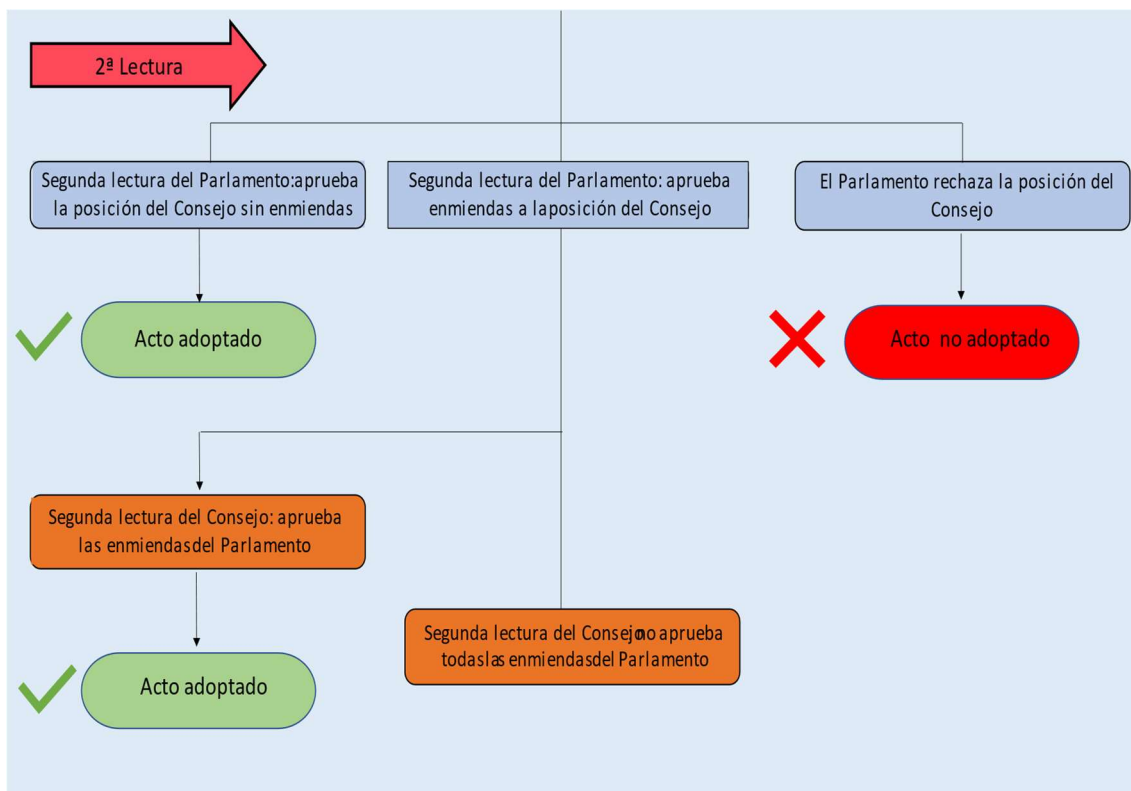 2ª Lectura
Segunda lectura del Parlamento:aprueba
la posición del Consejo sin enmiendas
Segunda lectura del Parlamento: aprueba
enmiendas a laposición del Consejo
El Parlamento rechaza la posición del
Consejo
Acto adoptado
Acto no adoptado
Segunda lectura del Consejo: aprueba
las enmiendasdel Parlamento
Segunda lectura del Consejono aprueba
todaslas enmiendasdel Parlamento
Acto adoptado